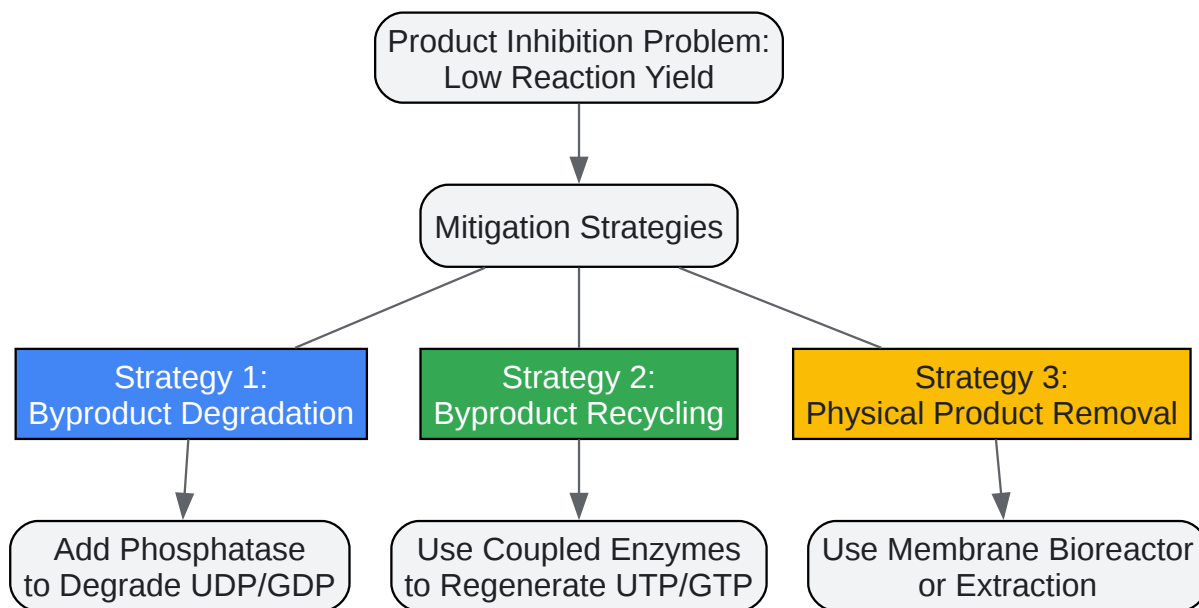 Product Inhibition Problem:
Low Reaction Yield
Mitigation Strategies
Strategy 1:
Byproduct Degradation
Strategy 2:
Byproduct Recycling
Strategy 3:
Physical Product Removal
Add Phosphatase
to Degrade UDP/GDP
Use Coupled Enzymes
to Regenerate UTP/GTP
Use Membrane Bioreactor
or Extraction